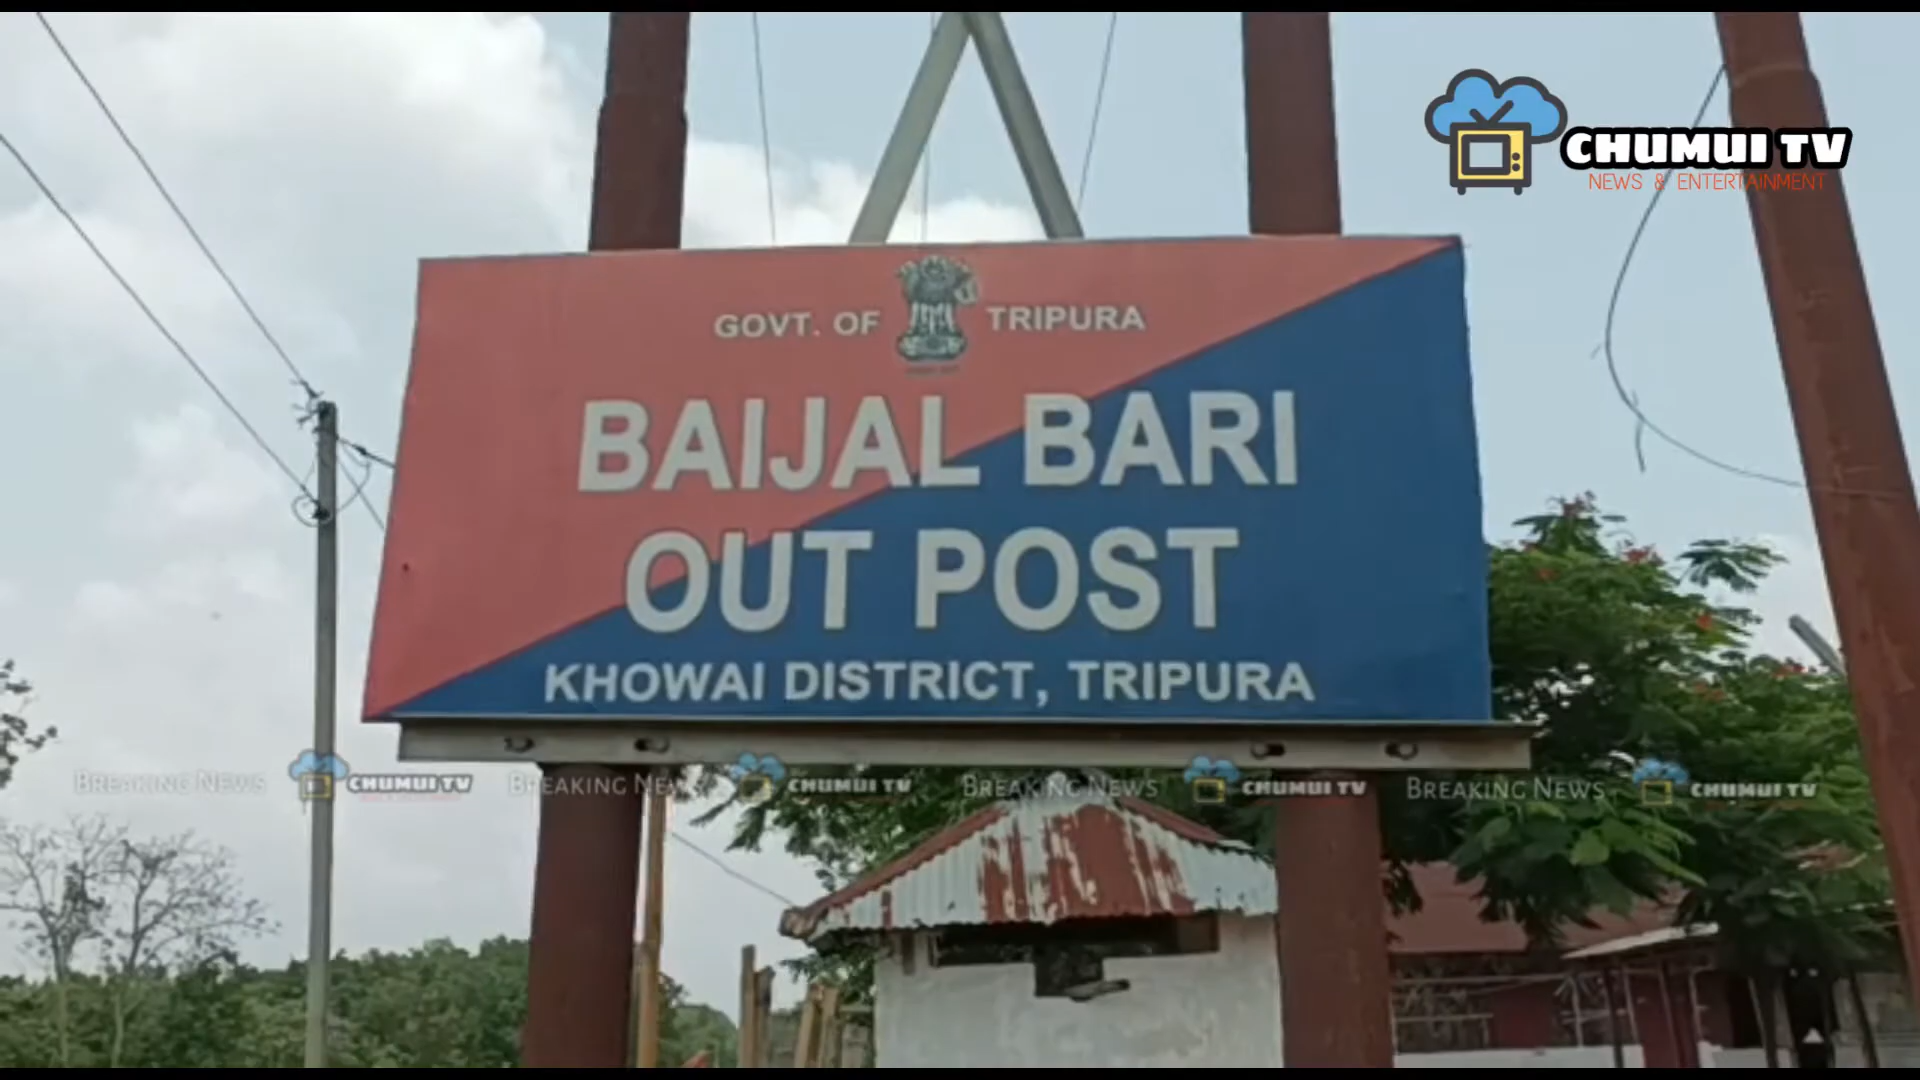 CHUMUI TV
NEWS & ENTERTAINMENT
GOVT. OF TRIPURA
BAIJAL BARI
OUT POST
KHOWAI DISTRICT, TRIPURA
BREAKING NEWS CHUMUI TV BREAKING NEWS CHUMUI TV BREAKING NEWS CHUMUI TV BREAKING NEWS CHUMUI TV